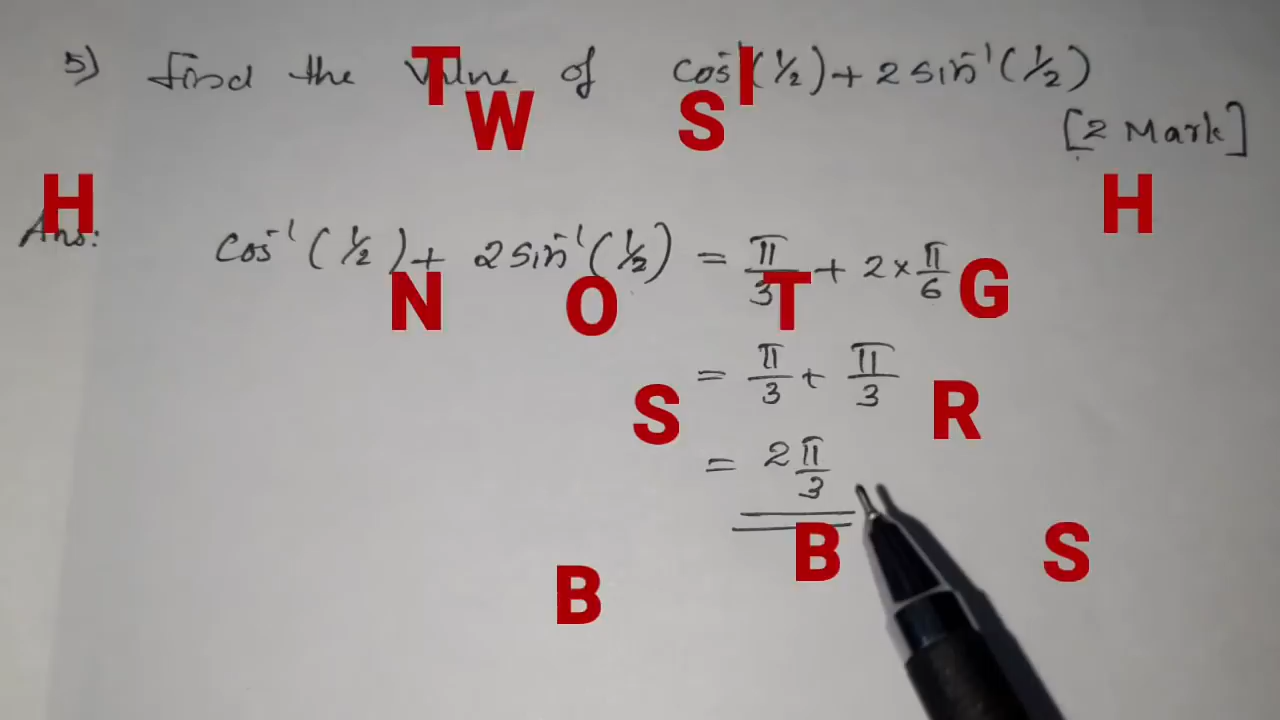 5) Find the Value of cos⁻¹(1/2) + 2 sin⁻¹(1/2)
[2 Mark]
Ans: cos⁻¹(1/2) + 2 sin⁻¹(1/2) = π/3 + 2 × π/6
= π/3 + π/3
= 2π/3
T I
W S
H H
N O T G
S R
B B S